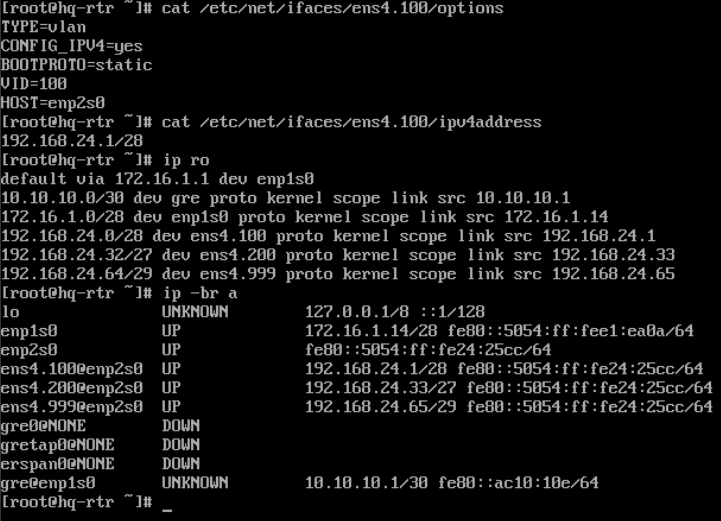 [root@hq-rtr ~]# cat /etc/net/ifaces/ens4.100/options
TYPE=vlan
CONFIG_IPV4=yes
BOOTPROTO=static
VID=100
HOST=enp2s0
[root@hq-rtr ~]# cat /etc/net/ifaces/ens4.100/ipv4address
192.168.24.1/28
[root@hq-rtr ~]# ip ro
default via 172.16.1.1 dev enp1s0
10.10.10.0/30 dev gre proto kernel scope link src 10.10.10.1
172.16.1.0/28 dev enp1s0 proto kernel scope link src 172.16.1.14
192.168.24.0/28 dev ens4.100 proto kernel scope link src 192.168.24.1
192.168.24.32/27 dev ens4.200 proto kernel scope link src 192.168.24.33
192.168.24.64/29 dev ens4.999 proto kernel scope link src 192.168.24.65
[root@hq-rtr ~]# ip -br a
lo UNKNOWN 127.0.0.1/8 ::1/128
enp1s0 UP 172.16.1.14/28 fe80::5054:ff:fee1:ea0a/64
enp2s0 UP fe80::5054:ff:fe24:25cc/64
ens4.100@enp2s0 UP 192.168.24.1/28 fe80::5054:ff:fe24:25cc/64
ens4.200@enp2s0 UP 192.168.24.33/27 fe80::5054:ff:fe24:25cc/64
ens4.999@enp2s0 UP 192.168.24.65/29 fe80::5054:ff:fe24:25cc/64
gre0@NONE DOWN
gretap0@NONE DOWN
erspan0@NONE DOWN
gre@enp1s0 UNKNOWN 10.10.10.1/30 fe80::ac10:10e/64
[root@hq-rtr ~]# _